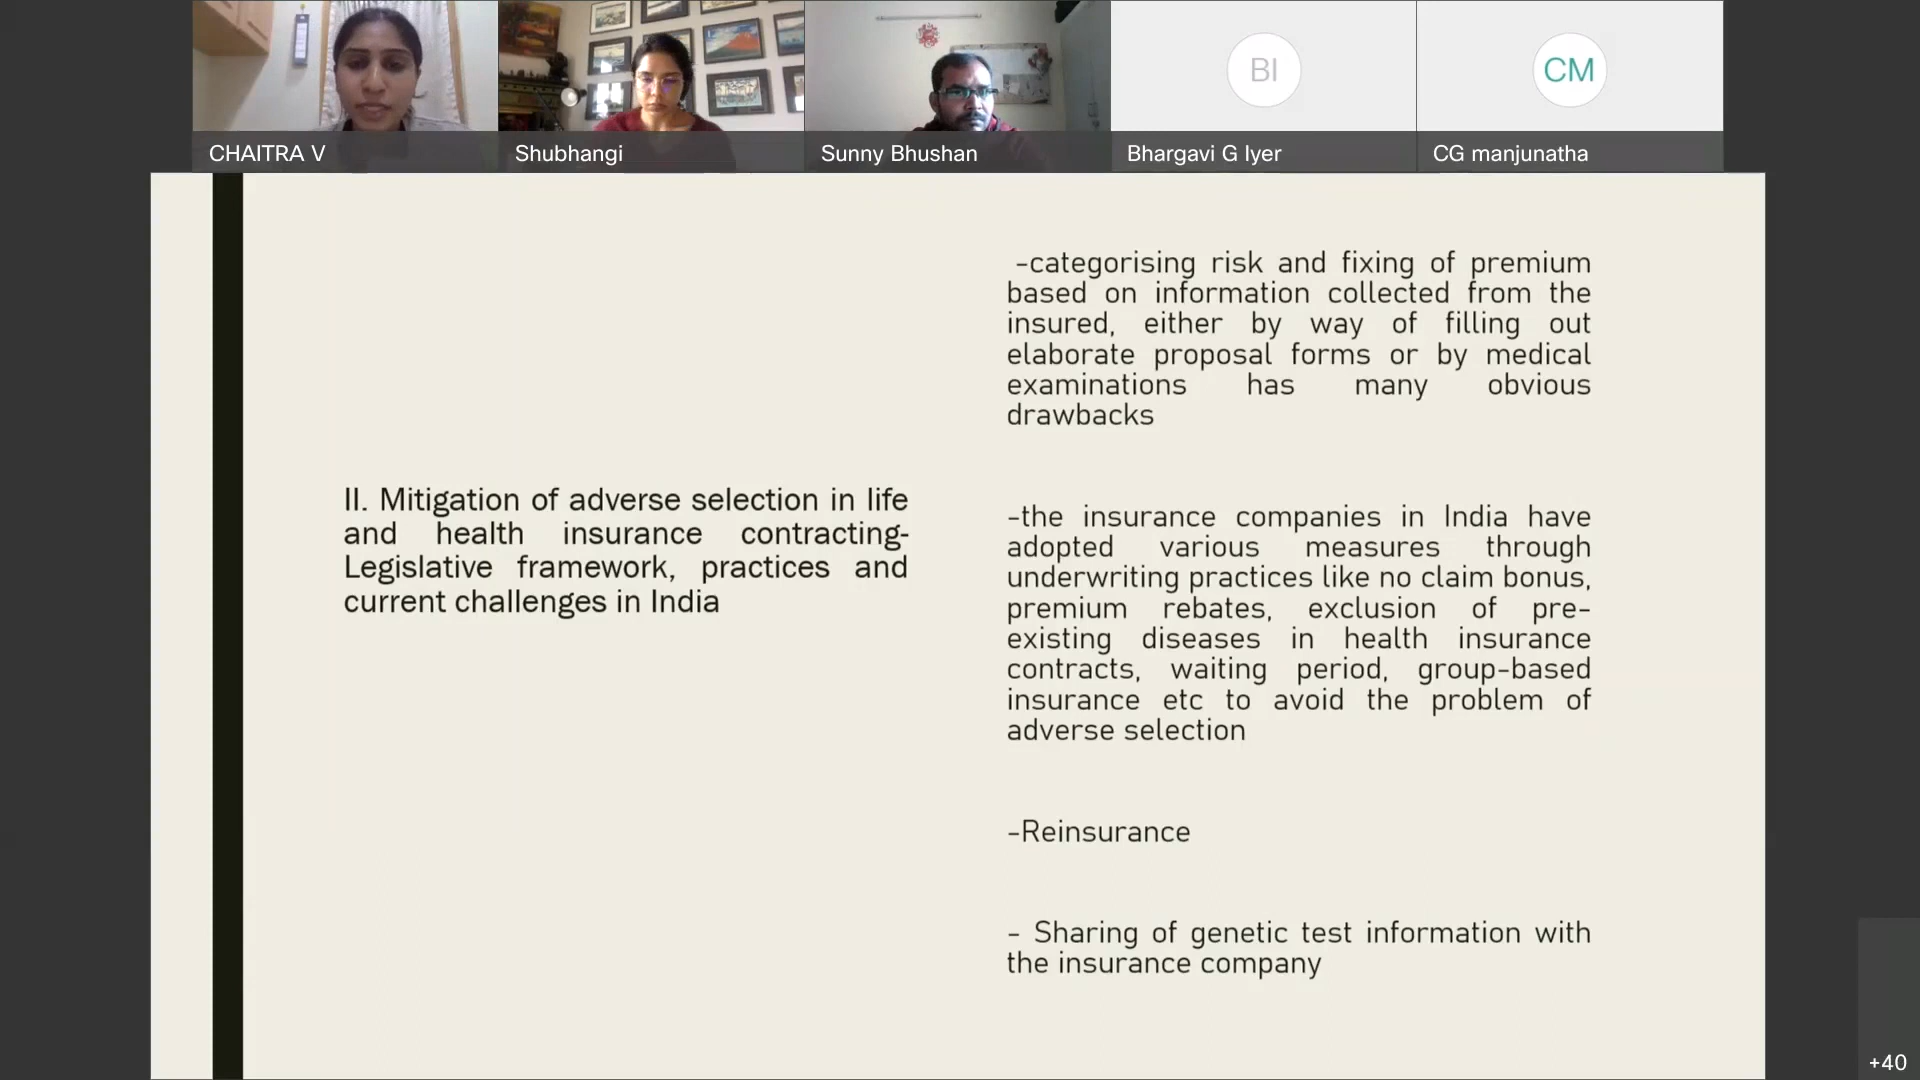 CHAITRA V
Shubhangi
Sunny Bhushan
BI
Bhargavi G Iyer
CM
CG manjunatha
II. Mitigation of adverse selection in life
and health insurance contracting-
Legislative framework, practices and
current challenges in India
-categorising risk and fixing of premium
based on information collected from the
insured, either by way of filling out
elaborate proposal forms or by medical
examinations has many obvious
drawbacks
-the insurance companies in India have
adopted various measures through
underwriting practices like no claim bonus,
premium rebates, exclusion of pre-
existing diseases in health insurance
contracts, waiting period, group-based
insurance etc to avoid the problem of
adverse selection
-Reinsurance
- Sharing of genetic test information with
the insurance company
+40